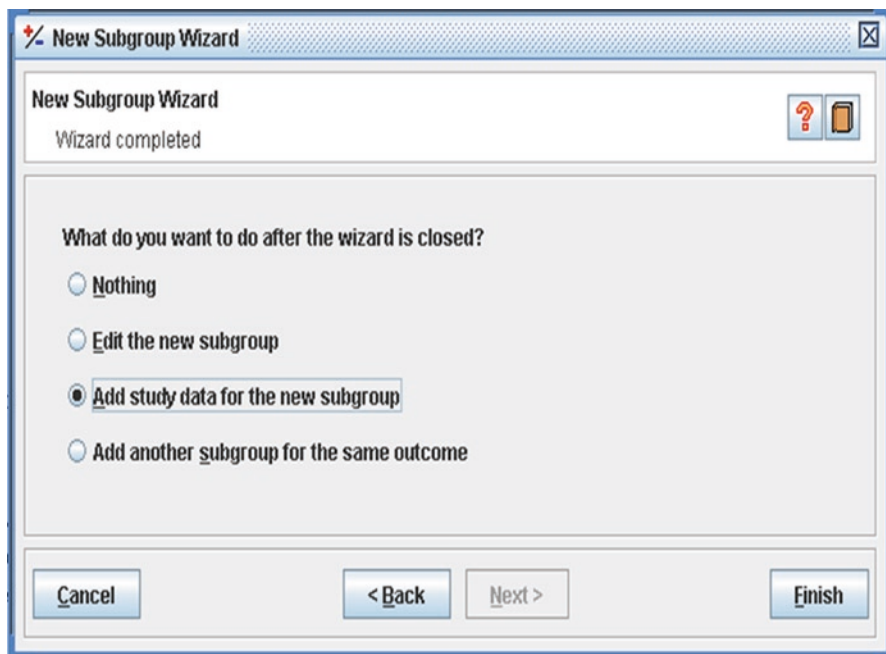 New Subgroup Wizard
New Subgroup Wizard
Wizard completed
What do you want to do after the wizard is closed?
Nothing
Edit the new subgroup
Add study data for the new subgroup
Add another subgroup for the same outcome
Cancel
< Back
Next >
Finish